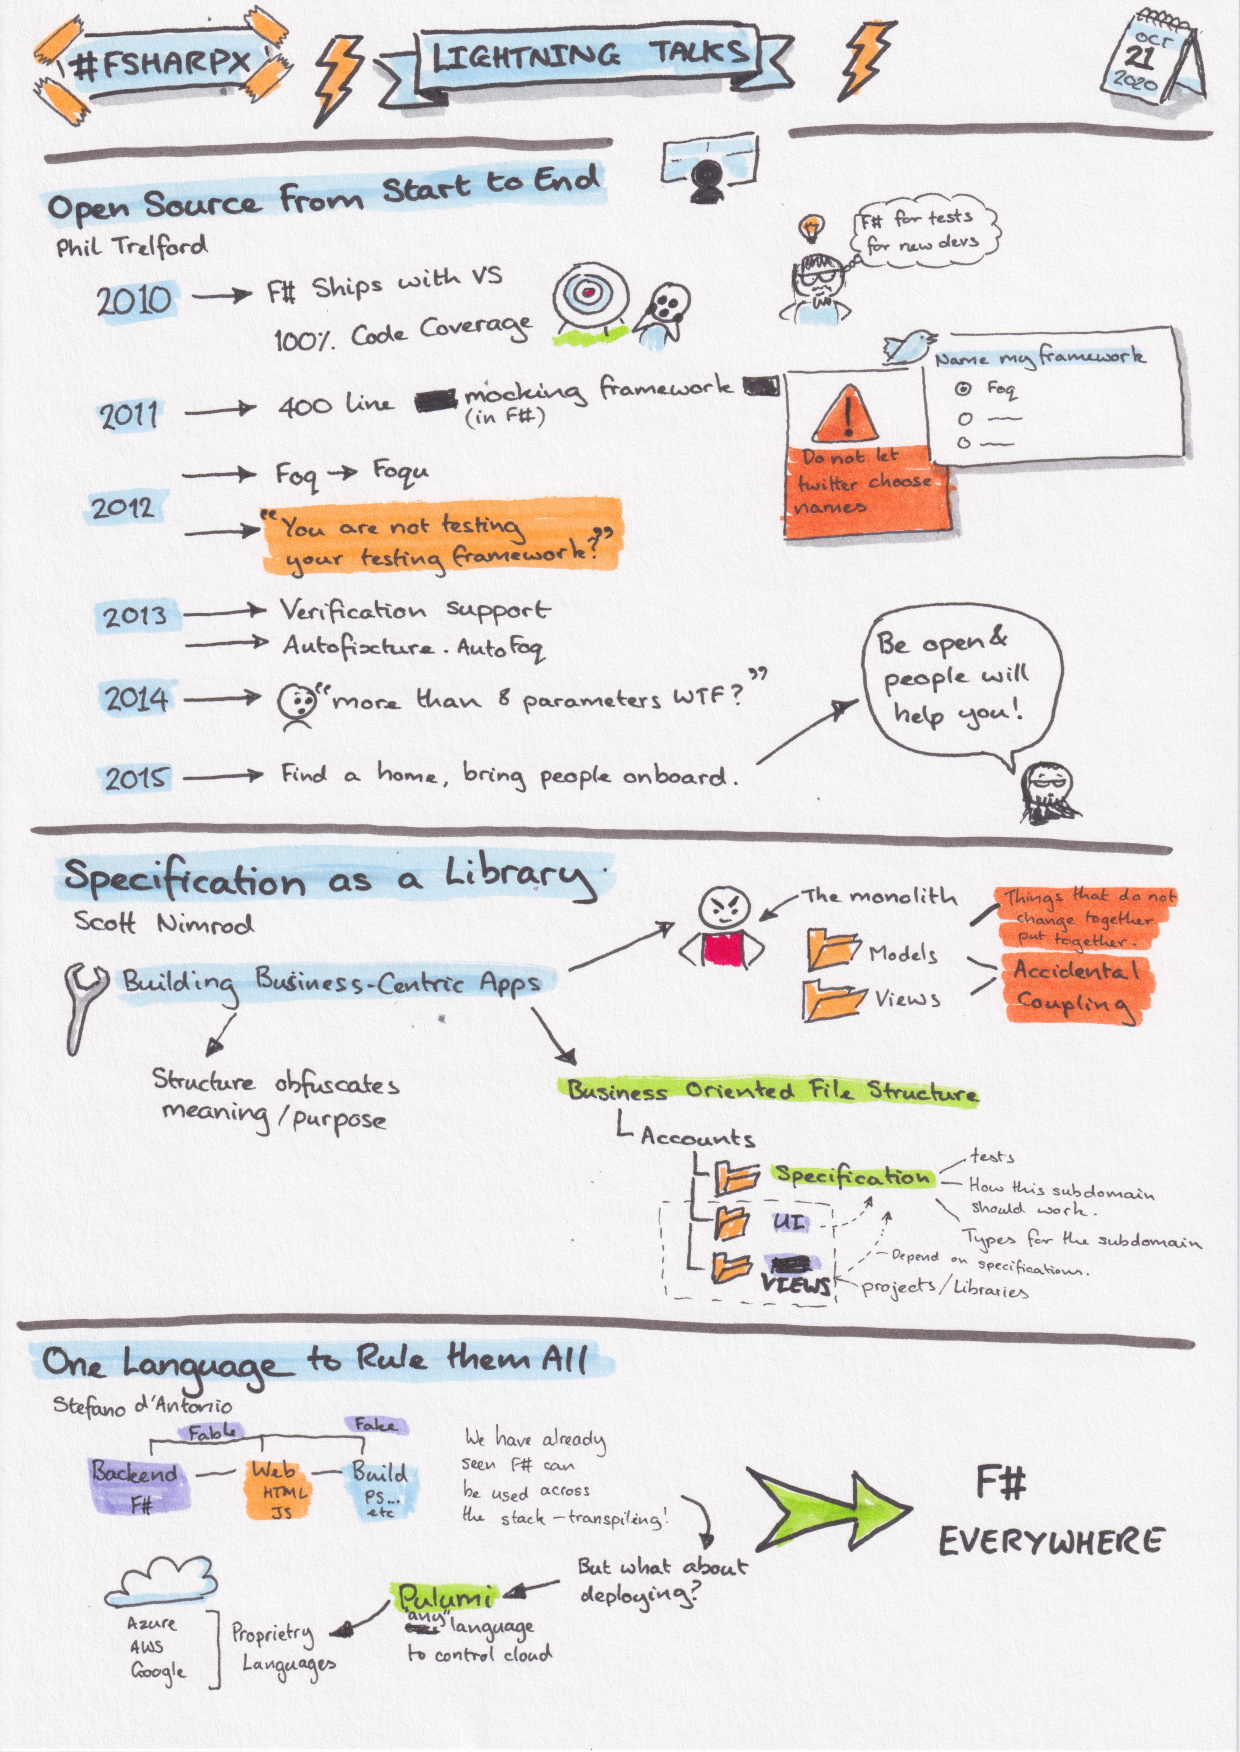 #FSHARPX
LIGHTNING TALKS
OCT
21
2020
Open Source From Start to End
Phil Trelford
F# for tests
for new devs
2010
F# Ships with VS
100% Code Coverage
Name my framework
Foq
2011
400 line mocking framework
(in F#)
Do not let
twitter choose
names
2012
Foq → Foqu
"You are not testing
your testing framework?"
2013
Verification support
Autofixture.AutoFoq
2014
"more than 8 parameters WTF?"
2015
Find a home, bring people onboard.
Be open &
people will
help you!
Specification as a Library
Scott Nimrod
Building Business-Centric Apps
The monolith
Models
Views
Things that do not
change together
put together.
Accidental
Coupling
Structure obfuscates
meaning/purpose
Business Oriented File Structure
Accounts
Specification
tests
How this subdomain
should work.
Types for the subdomain
UI
Depend on specifications.
VIEWS
projects/Libraries
One Language to Rule them All
Stefano d'Antonio
Fable
Fake
Backend
F#
Web
HTML
JS
Build
PS...
etc
We have already
seen F# can
be used across
the stack - transpiling!
F#
EVERYWHERE
But what about
deploying?
Pulumi
"any" language
to control cloud
Azure
AWS
Google
Proprietry
Languages